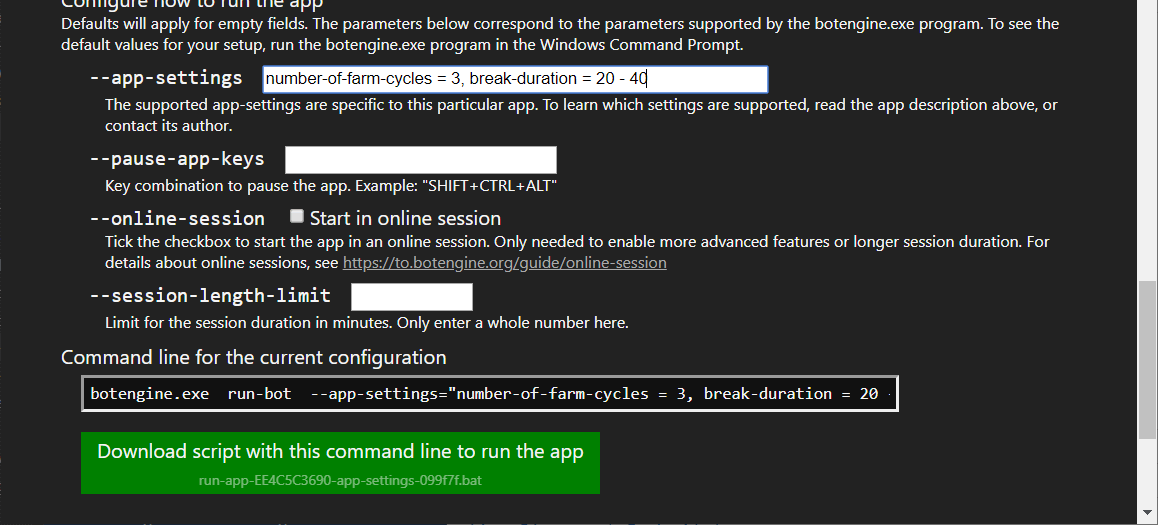 Configure how to run the app
Defaults will apply for empty fields. The parameters below correspond to the parameters supported by the botengine.exe program. To see the
default values for your setup, run the botengine.exe program in the Windows Command Prompt.
--app-settings number-of-farm-cycles = 3, break-duration = 20 - 40
The supported app-settings are specific to this particular app. To learn which settings are supported, read the app description above, or
contact its author.
--pause-app-keys
Key combination to pause the app. Example: "SHIFT+CTRL+ALT"
--online-session Start in online session
Tick the checkbox to start the app in an online session. Only needed to enable more advanced features or longer session duration. For
details about online sessions, see https://to.botengine.org/guide/online-session
--session-length-limit
Limit for the session duration in minutes. Only enter a whole number here.
Command line for the current configuration
botengine.exe run-bot --app-settings="number-of-farm-cycles = 3, break-duration = 20 -
Download script with this command line to run the app
run-app-EE4C5C3690-app-settings-099f7f.bat